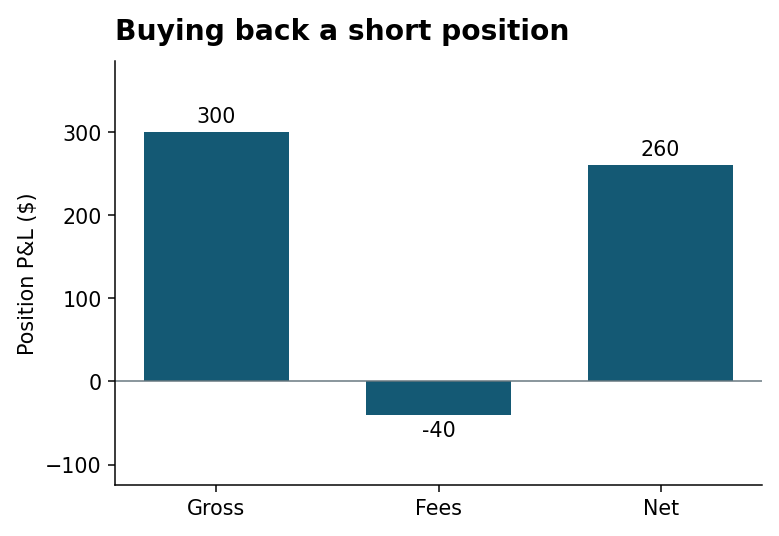 Buying back a short position
Position P&L ($)
300
200
100
0
−100
300
-40
260
Gross
Fees
Net